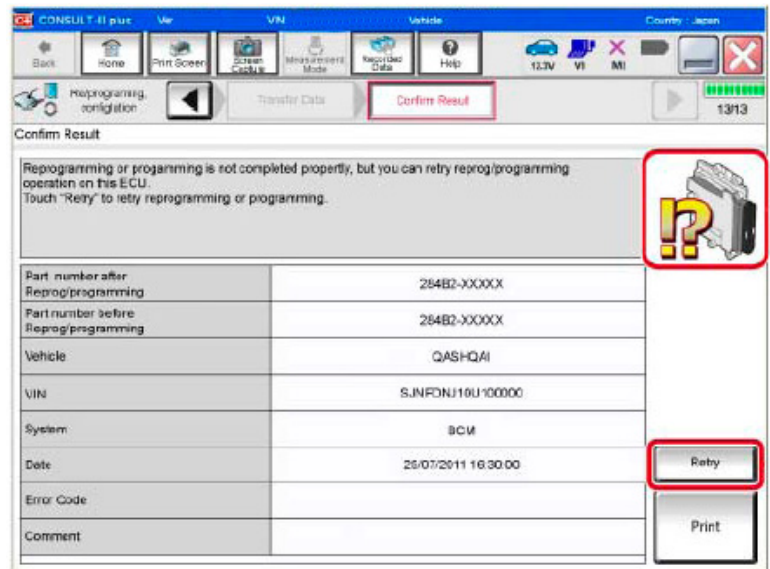 CONSULT-III plus Ver VIN Vehicle Country : Japan
Back Home Print Screen Screen Capture Measurement Mode Recorded Data Help 12.3V VI MI
Reprograming, configlation Transfer Data Confirm Result 13/13
Confirm Result
Reprogramming or progamming is not completed propertly, but you can retry reprog/programming
operation on this ECU.
Touch "Retry" to retry reprogramming or programming.
!?
Part number after
Reprog/programming 284B2-XXXXX
Part number before
Reprog/programming 284B2-XXXXX
Vehicle QASHQAI
VIN SJNFDNJ10U100000
System BCM
Date 26/07/2011 16:30:00
Retry
Error Code
Comment
Print